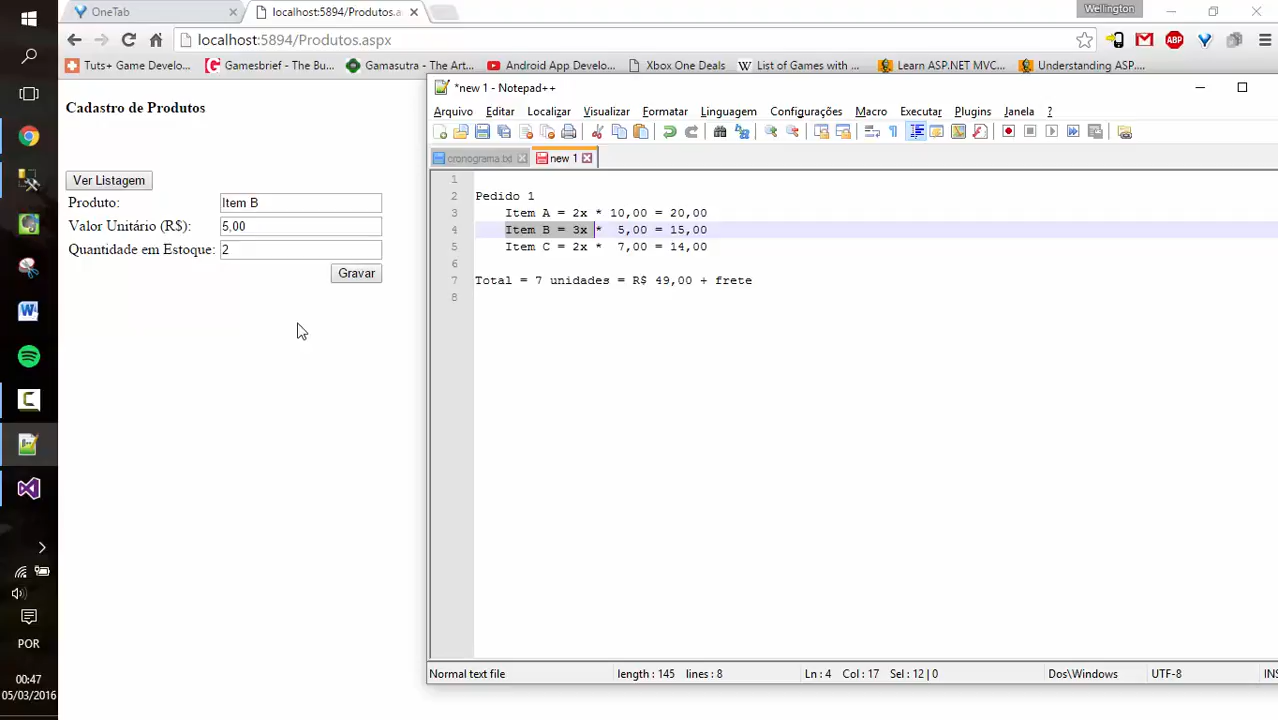 OneTab
localhost:5894/Produtos.a
Wellington
localhost:5894/Produtos.aspx
Tuts+ Game Develo...
Gamesbrief - The Bu...
Gamasutra - The Art...
Android App Develo...
Xbox One Deals
List of Games with ...
Learn ASP.NET MVC...
Understanding ASP....
Cadastro de Produtos
Ver Listagem
Produto: Item B
Valor Unitário (R$): 5,00
Quantidade em Estoque: 2
Gravar
*new 1 - Notepad++
Arquivo Editar Localizar Visualizar Formatar Linguagem Configurações Macro Executar Plugins Janela ?
cronograma.txt new 1
1
2 Pedido 1
3 Item A = 2x * 10,00 = 20,00
4 Item B = 3x * 5,00 = 15,00
5 Item C = 2x * 7,00 = 14,00
6
7 Total = 7 unidades = R$ 49,00 + frete
8
Normal text file length : 145 lines : 8 Ln : 4 Col : 17 Sel : 12 | 0 Dos\Windows UTF-8 INS
POR
00:47
05/03/2016